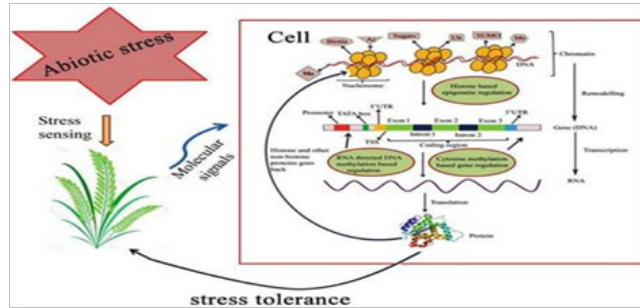 Abiotic stress
Stress
sensing
Molecular
signals
stress tolerance
Cell
Biotin
Ac
Sugars
Ub
SUMO
Me
Me
DNA
Chromatin
Nucleosome
Histone based
epigenetic regulation
Remodelling
Promoter
TATA box
5'UTR
Exon 1
Exon 2
Exon 3
3'UTR
Intron 1
Intron 2
Gene (DNA)
TSS
Coding region
Histone and other
non-histone
proteins goes
back
RNA directed DNA
methylation based
regulation
Cytosine methylation
based gene regulation
Transcription
RNA
Translation
Protein